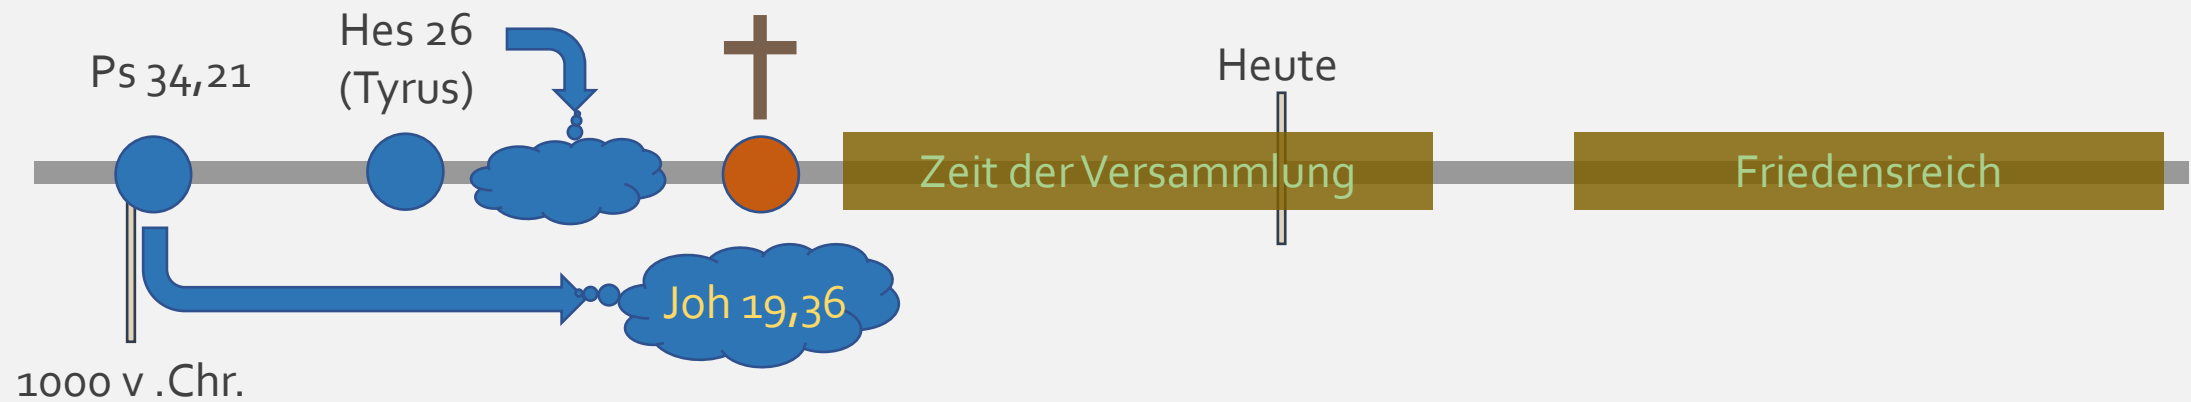 Ps 34,21
Hes 26
(Tyrus)
Heute
Zeit der Versammlung
Friedensreich
Joh 19,36
1000 v .Chr.